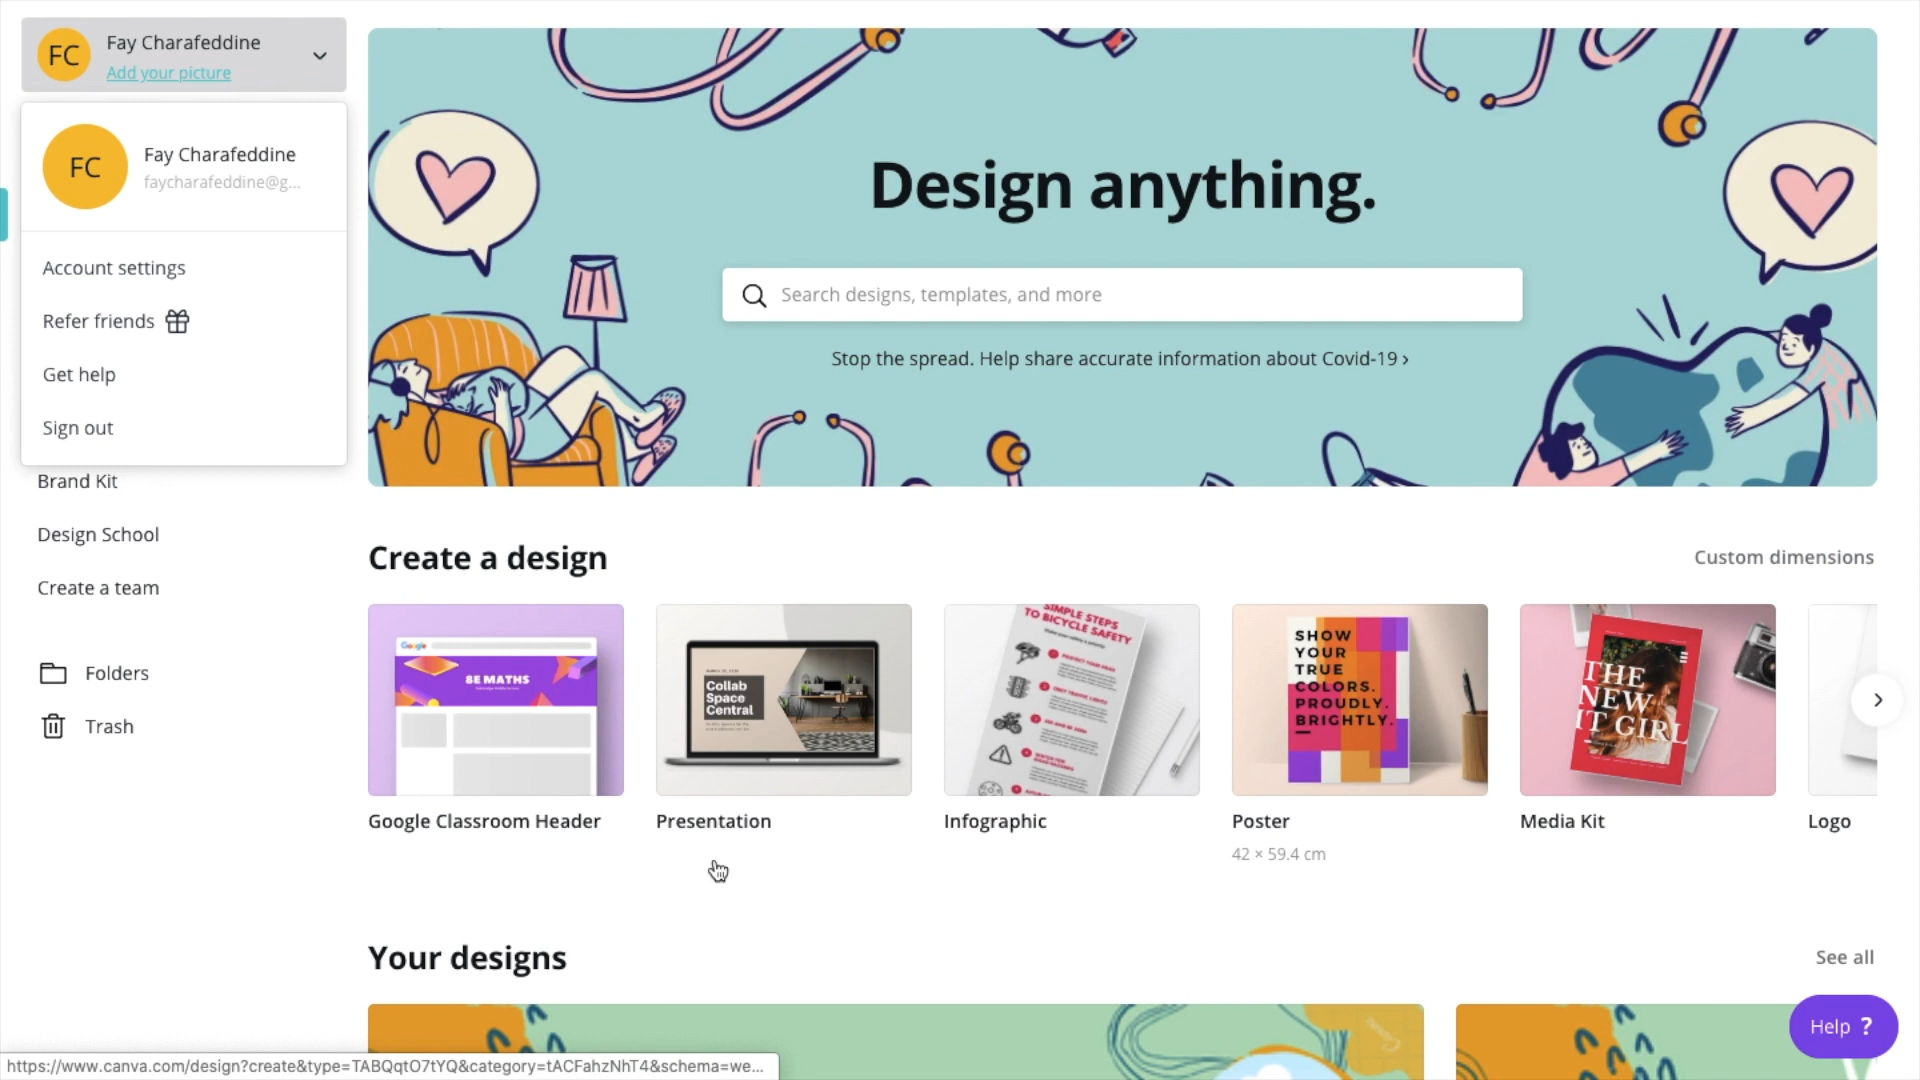 FC
Fay Charafeddine
Add your picture
FC
Fay Charafeddine
faycharafeddine@g...
Account settings
Refer friends
Get help
Sign out
Brand Kit
Design School
Create a team
Folders
Trash
Design anything.
Search designs, templates, and more
Stop the spread. Help share accurate information about Covid-19 ›
Create a design
Custom dimensions
Google
8E MATHS
Collab
Space
Central
SIMPLE STEPS
TO BICYCLE SAFETY
SHOW
YOUR
TRUE
COLORS.
PROUDLY.
BRIGHTLY.
THE
NEW
IT GIRL
Google Classroom Header
Presentation
Infographic
Poster
42 × 59.4 cm
Media Kit
Logo
Your designs
See all
Help ?
https://www.canva.com/design?create&type=TABQqtO7tYQ&category=tACFahzNhT4&schema=we...